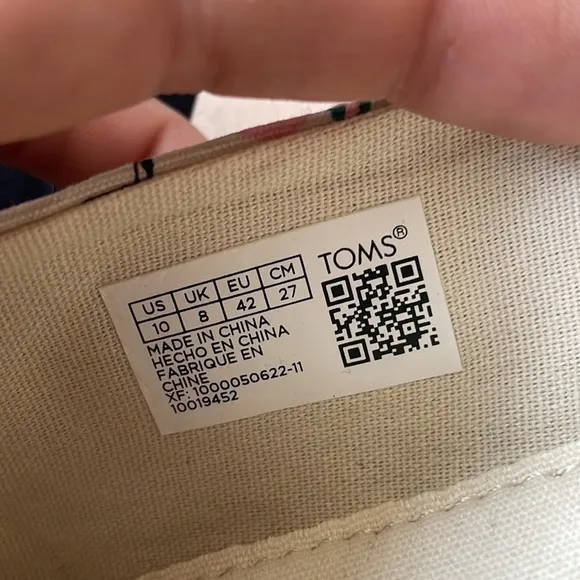 TOMS®
US UK EU CM
10 8 42 27
MADE IN CHINA
HECHO EN CHINA
FABRIQUE EN
CHINE
XF: 1000050622-11
10019452